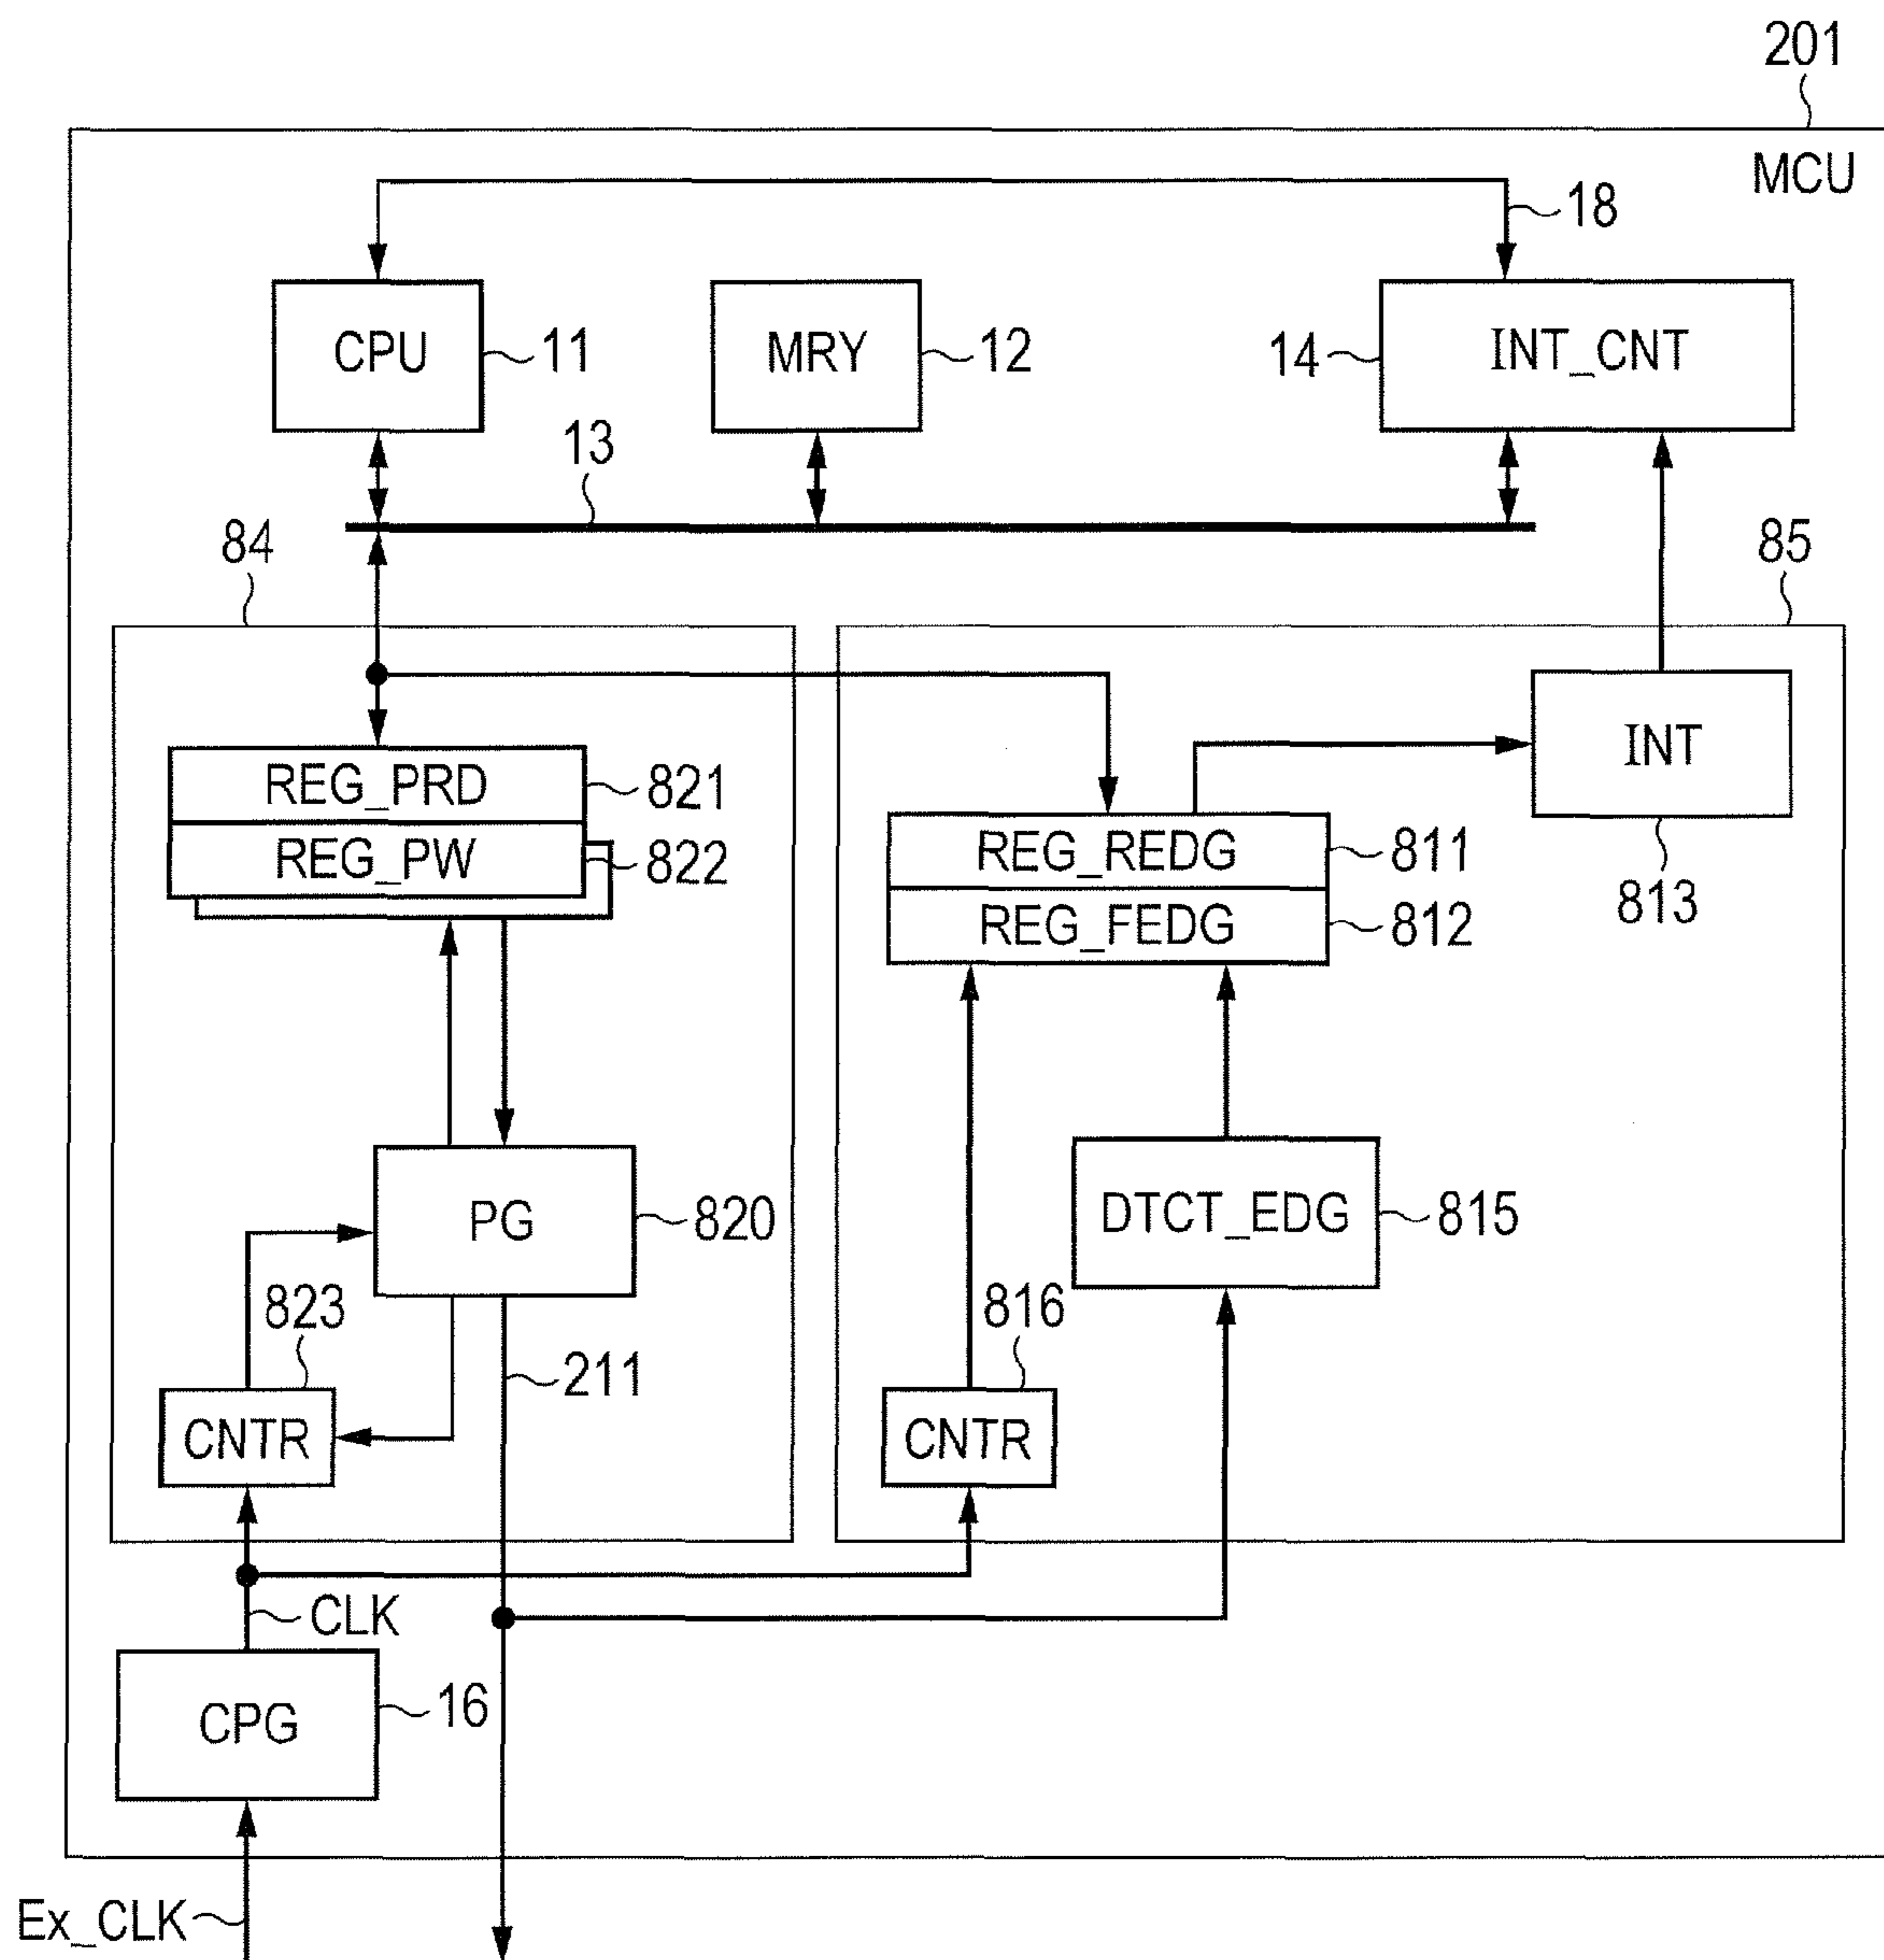 201
MCU
18
CPU
11
MRY
12
14
INT_CNT
13
84
85
REG_PRD
821
REG_PW
822
INT
813
REG_REDG
811
REG_FEDG
812
PG
820
DTCT_EDG
815
823
816
211
CNTR
CNTR
CLK
CPG
16
Ex_CLK